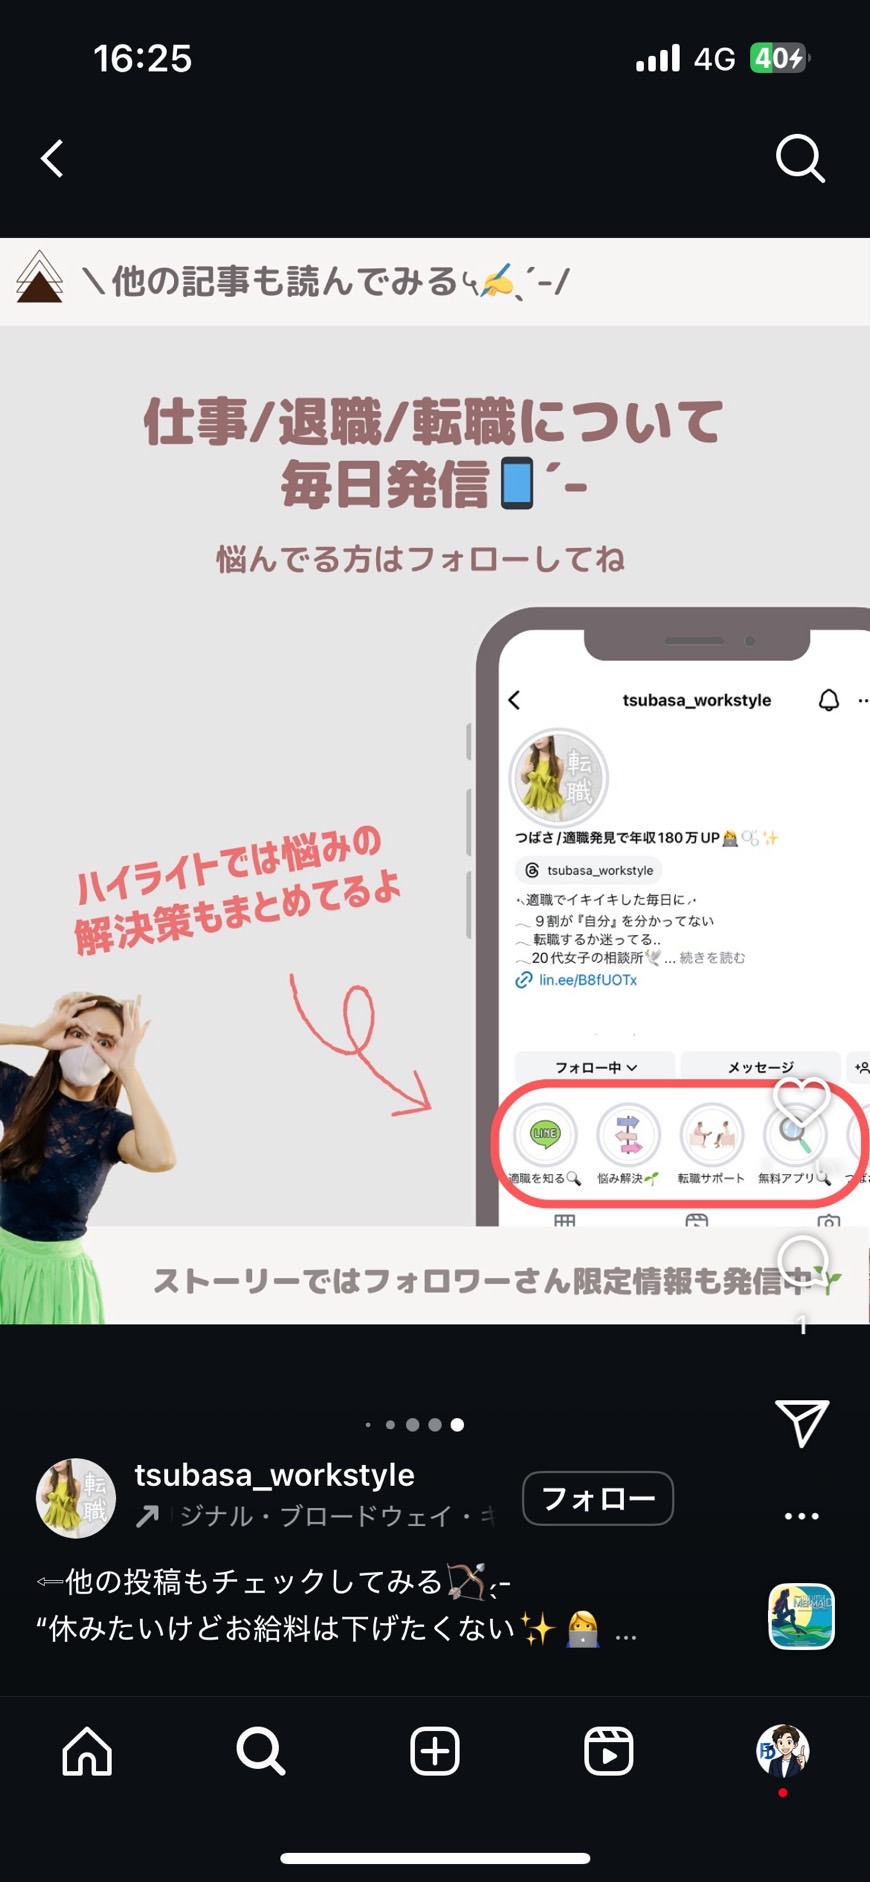 16:25
4G
40
\他の記事も読んでみる✍️ˎˊ˗/
仕事/退職/転職について
毎日発信📱ˊ˗
悩んでる方はフォローしてね
tsubasa_workstyle
転職
つばさ/適職発見で年収180万UP👩‍💻🫧✨
tsubasa_workstyle
⋱適職でイキイキした毎日に⋰
︵ 9割が『自分』を分かってない
︵ 転職するか迷ってる..
︵20代女子の相談所🕊️ … 続きを読む
lin.ee/B8fUOTx
フォロー中
メッセージ
ハイライトでは悩みの
解決策もまとめてるよ
LINE
適職を知る🔍
悩み解決🌱
転職サポート
無料アプリ🔍
ストーリーではフォロワーさん限定情報も発信中🌱
1
転職
tsubasa_workstyle
フォロー
ジナル・ブロードウェイ・キ
⇦他の投稿もチェックしてみる🏹ˎˊ˗
“休みたいけどお給料は下げたくない✨👩‍💻 …